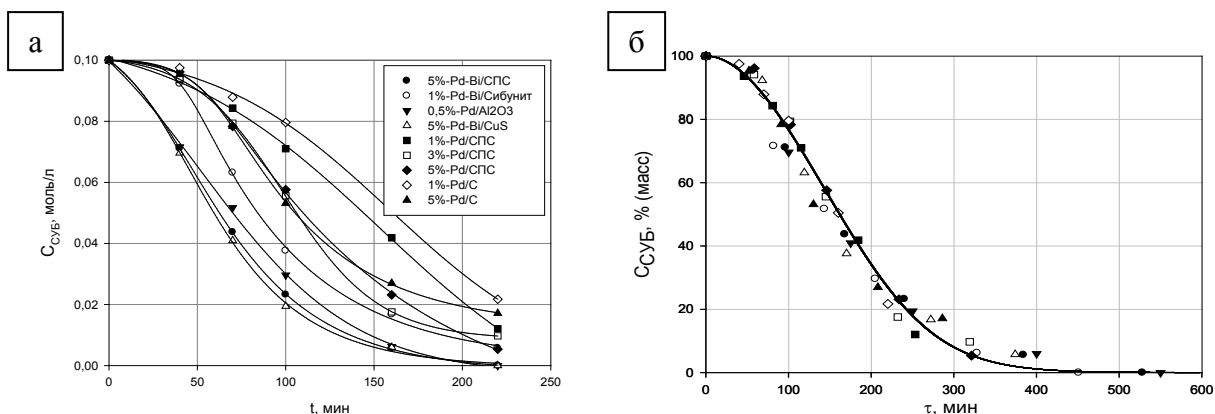 а
0,10
0,08
0,06
0,04
0,02
0,00
C_СУБ, моль/л
0
50
100
150
200
250
t, мин
5%-Pd-Bi/СПС
1%-Pd-Bi/Сибунит
0,5%-Pd/Al2O3
5%-Pd-Bi/CuS
1%-Pd/СПС
3%-Pd/СПС
5%-Pd/СПС
1%-Pd/C
5%-Pd/C
б
100
80
60
40
20
0
CСУБ, % (масс)
0
100
200
300
400
500
600
τ, мин